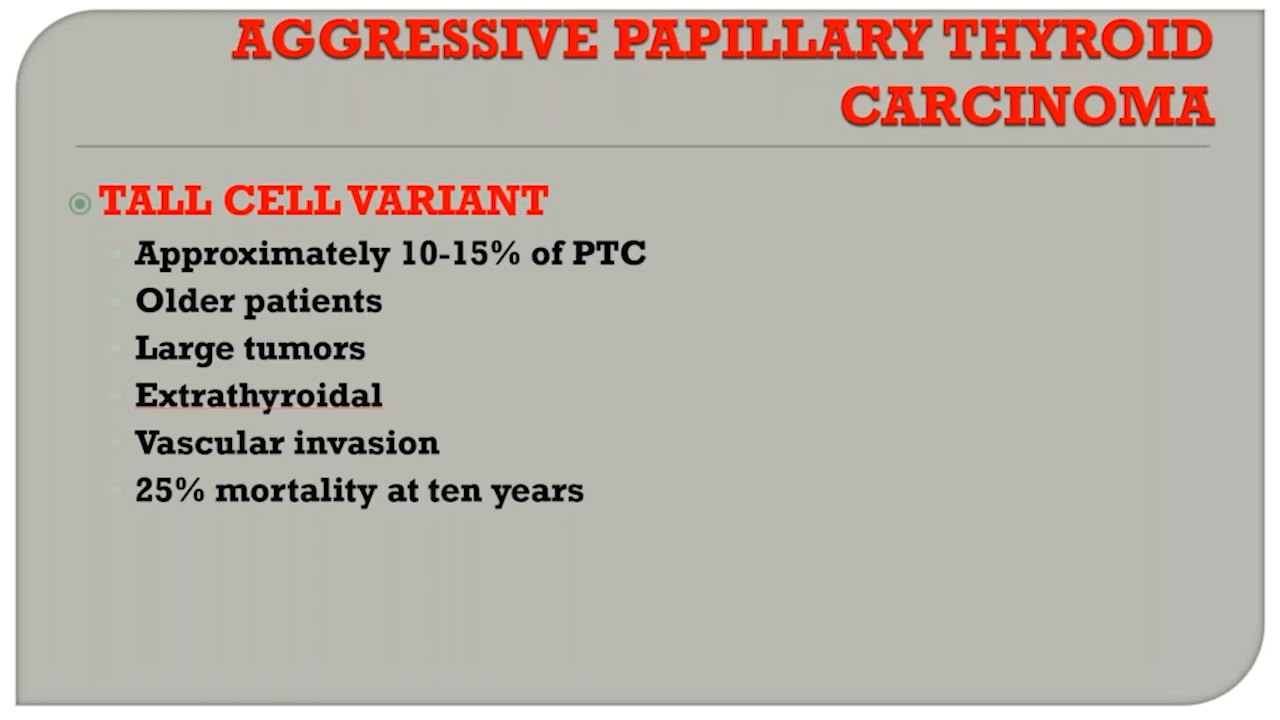 AGGRESSIVE PAPILLARY THYROID
CARCINOMA
TALL CELL VARIANT
Approximately 10-15% of PTC
Older patients
Large tumors
Extrathyroidal
Vascular invasion
25% mortality at ten years